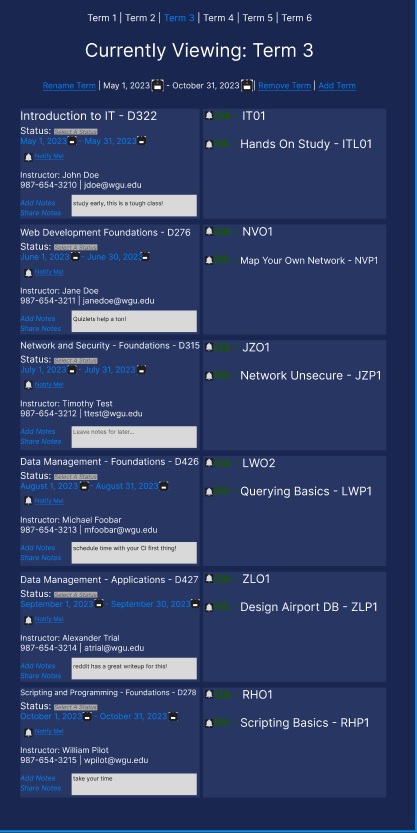 Term 1 | Term 2 | Term 3 | Term 4 | Term 5 | Term 6
Currently Viewing: Term 3
Rename Term | May 1, 2023 - October 31, 2023 | Remove Term | Add Term
Introduction to IT - D322
Status: Select A Status
May 1, 2023 - May 31, 2023
Notify Me!
Instructor: John Doe
987-654-3210 | jdoe@wgu.edu
Add Notes
Share Notes
study early, this is a tough class!
IT01
Hands On Study - ITL01
Web Development Foundations - D276
Status: Select A Status
June 1, 2023 - June 30, 2023
Notify Me!
Instructor: Jane Doe
987-654-3211 | janedoe@wgu.edu
Add Notes
Share Notes
Quizlets help a ton!
NVO1
Map Your Own Network - NVP1
Network and Security - Foundations - D315
Status: Select A Status
July 1, 2023 - July 31, 2023
Notify Me!
Instructor: Timothy Test
987-654-3212 | ttest@wgu.edu
Add Notes
Share Notes
Leave notes for later...
JZO1
Network Unsecure - JZP1
Data Management - Foundations - D426
Status: Select A Status
August 1, 2023 - August 31, 2023
Notify Me!
Instructor: Michael Foobar
987-654-3213 | mfoobar@wgu.edu
Add Notes
Share Notes
schedule time with your CI first thing!
LWO2
Querying Basics - LWP1
Data Management - Applications - D427
Status: Select A Status
September 1, 2023 - September 30, 2023
Notify Me!
Instructor: Alexander Trial
987-654-3214 | atrial@wgu.edu
Add Notes
Share Notes
reddit has a great writeup for this!
ZLO1
Design Airport DB - ZLP1
Scripting and Programming - Foundations - D278
Status: Select A Status
October 1, 2023 - October 31, 2023
Notify Me!
Instructor: William Pilot
987-654-3215 | wpilot@wgu.edu
Add Notes
Share Notes
take your time
RHO1
Scripting Basics - RHP1